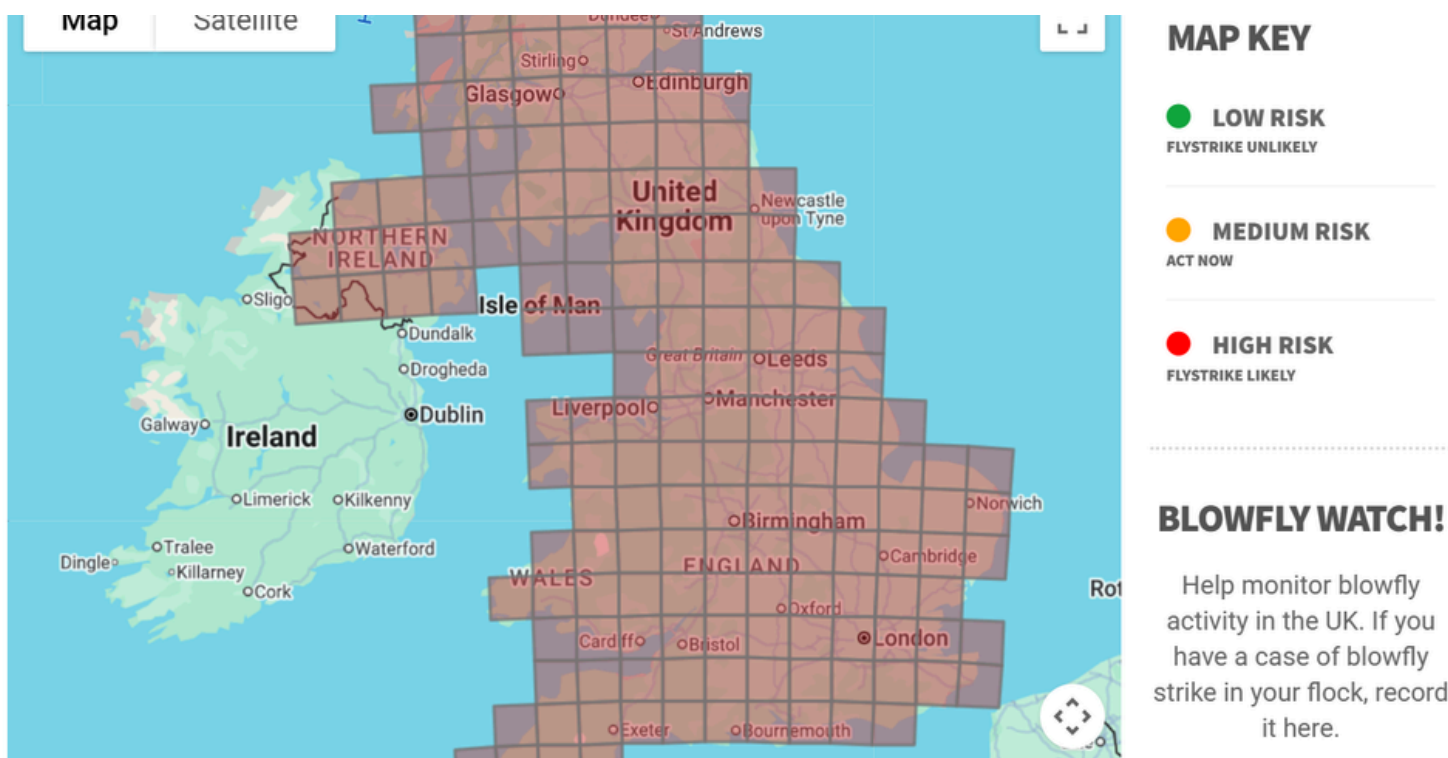 Map
Satellite
Dundee
St Andrews
Stirling
Glasgow
Edinburgh
United
Kingdom
Newcastle
upon Tyne
NORTHERN
IRELAND
Sligo
Isle of Man
Dundalk
Drogheda
Great Britain
Leeds
Dublin
Liverpool
Manchester
Galway
Ireland
Limerick
Kilkenny
Norwich
Birmingham
Tralee
Waterford
Dingle
Killarney
Cork
Cambridge
WALES
ENGLAND
Oxford
Rot
Cardiff
Bristol
London
Exeter
Bournemouth
MAP KEY
LOW RISK
FLYSTRIKE UNLIKELY
MEDIUM RISK
ACT NOW
HIGH RISK
FLYSTRIKE LIKELY
BLOWFLY WATCH!
Help monitor blowfly
activity in the UK. If you
have a case of blowfly
strike in your flock, record
it here.